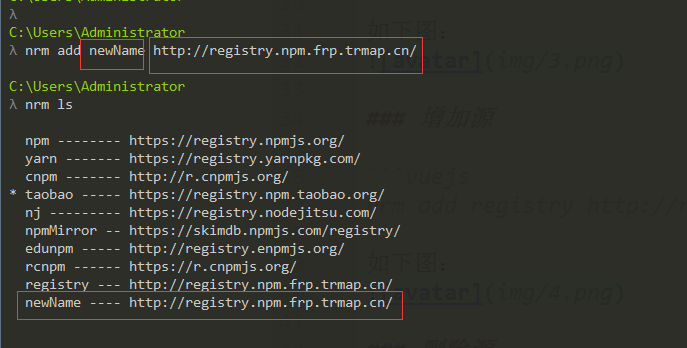 C:\Users\Administrator
λ
C:\Users\Administrator
λ nrm add newName http://registry.npm.frp.trmap.cn/
C:\Users\Administrator
λ nrm ls
npm -------- https://registry.npmjs.org/
yarn ------- https://registry.yarnpkg.com/
cnpm ------- http://r.cnpmjs.org/
* taobao ----- https://registry.npm.taobao.org/
nj --------- https://registry.nodejitsu.com/
npmMirror -- https://skimdb.npmjs.com/registry/
edunpm ----- http://registry.enpmjs.org/
rcnpm ------ https://r.cnpmjs.org/
registry --- http://registry.npm.frp.trmap.cn/
newName ---- http://registry.npm.frp.trmap.cn/
如下图：
![avatar](img/3.png)
### 增加源
vuejs
nrm add registry http://r
如下图：
![avatar](img/4.png)